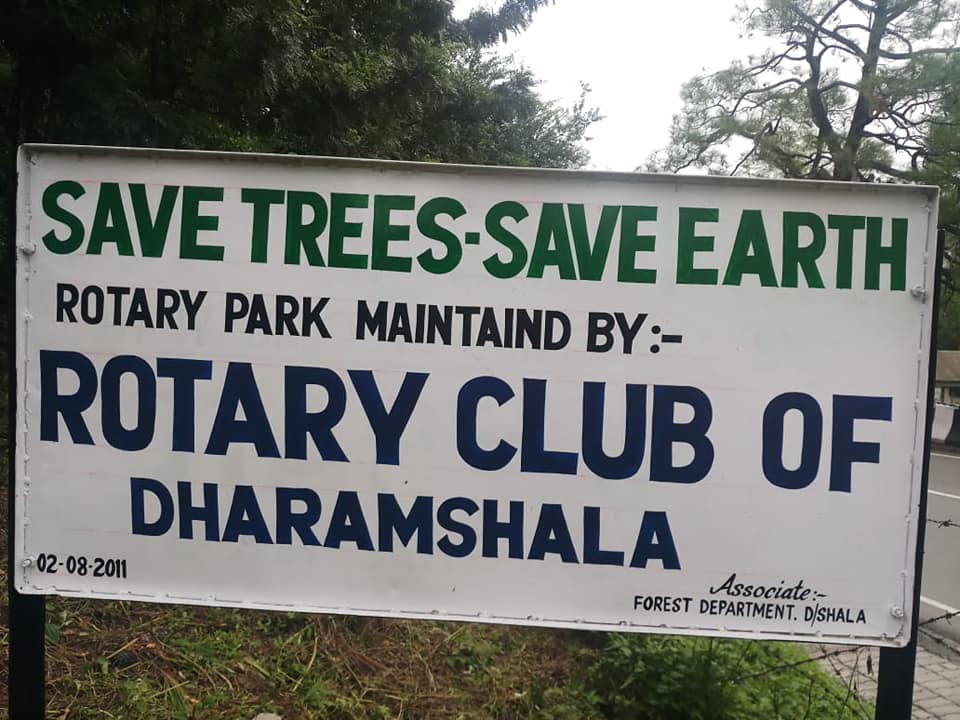 SAVE TREES-SAVE EARTH
ROTARY PARK MAINTAIND BY:-
ROTARY CLUB OF
DHARAMSHALA
02-08-2011
Associate:-
FOREST DEPARTMENT. D/SHALA